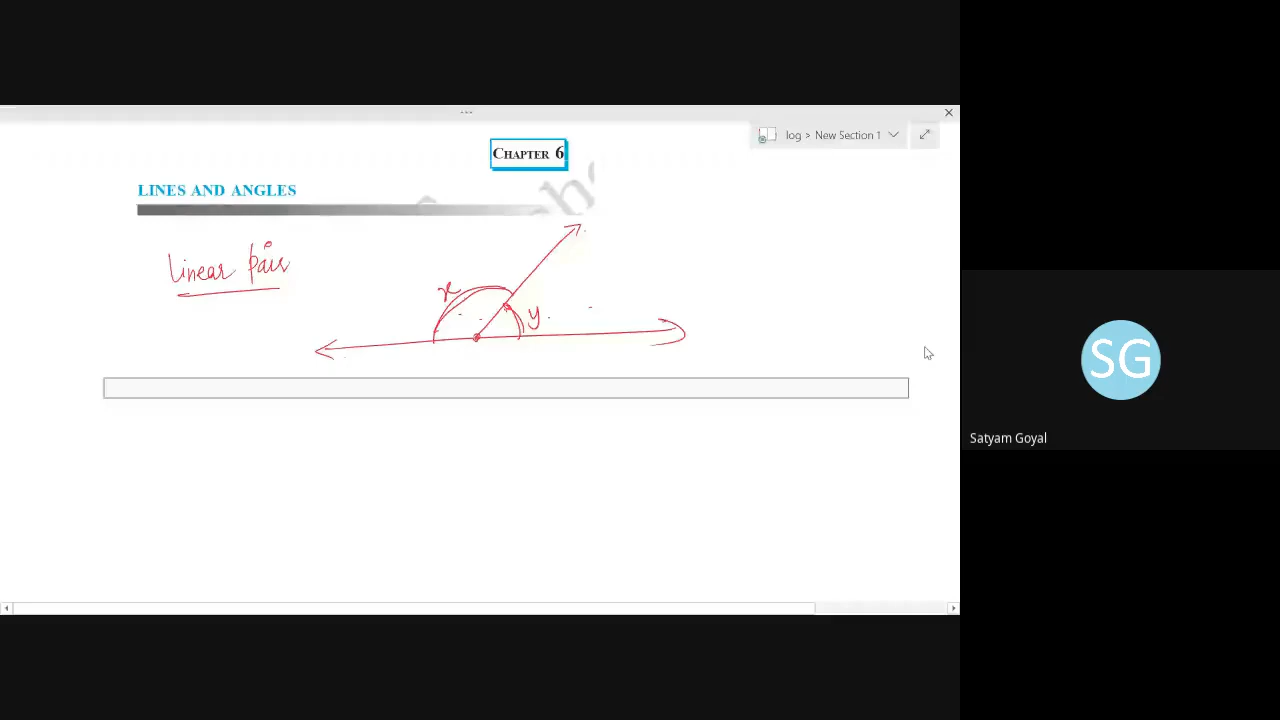 log > New Section 1
CHAPTER 6
LINES AND ANGLES
Linear Pair
x
y
SG
Satyam Goyal